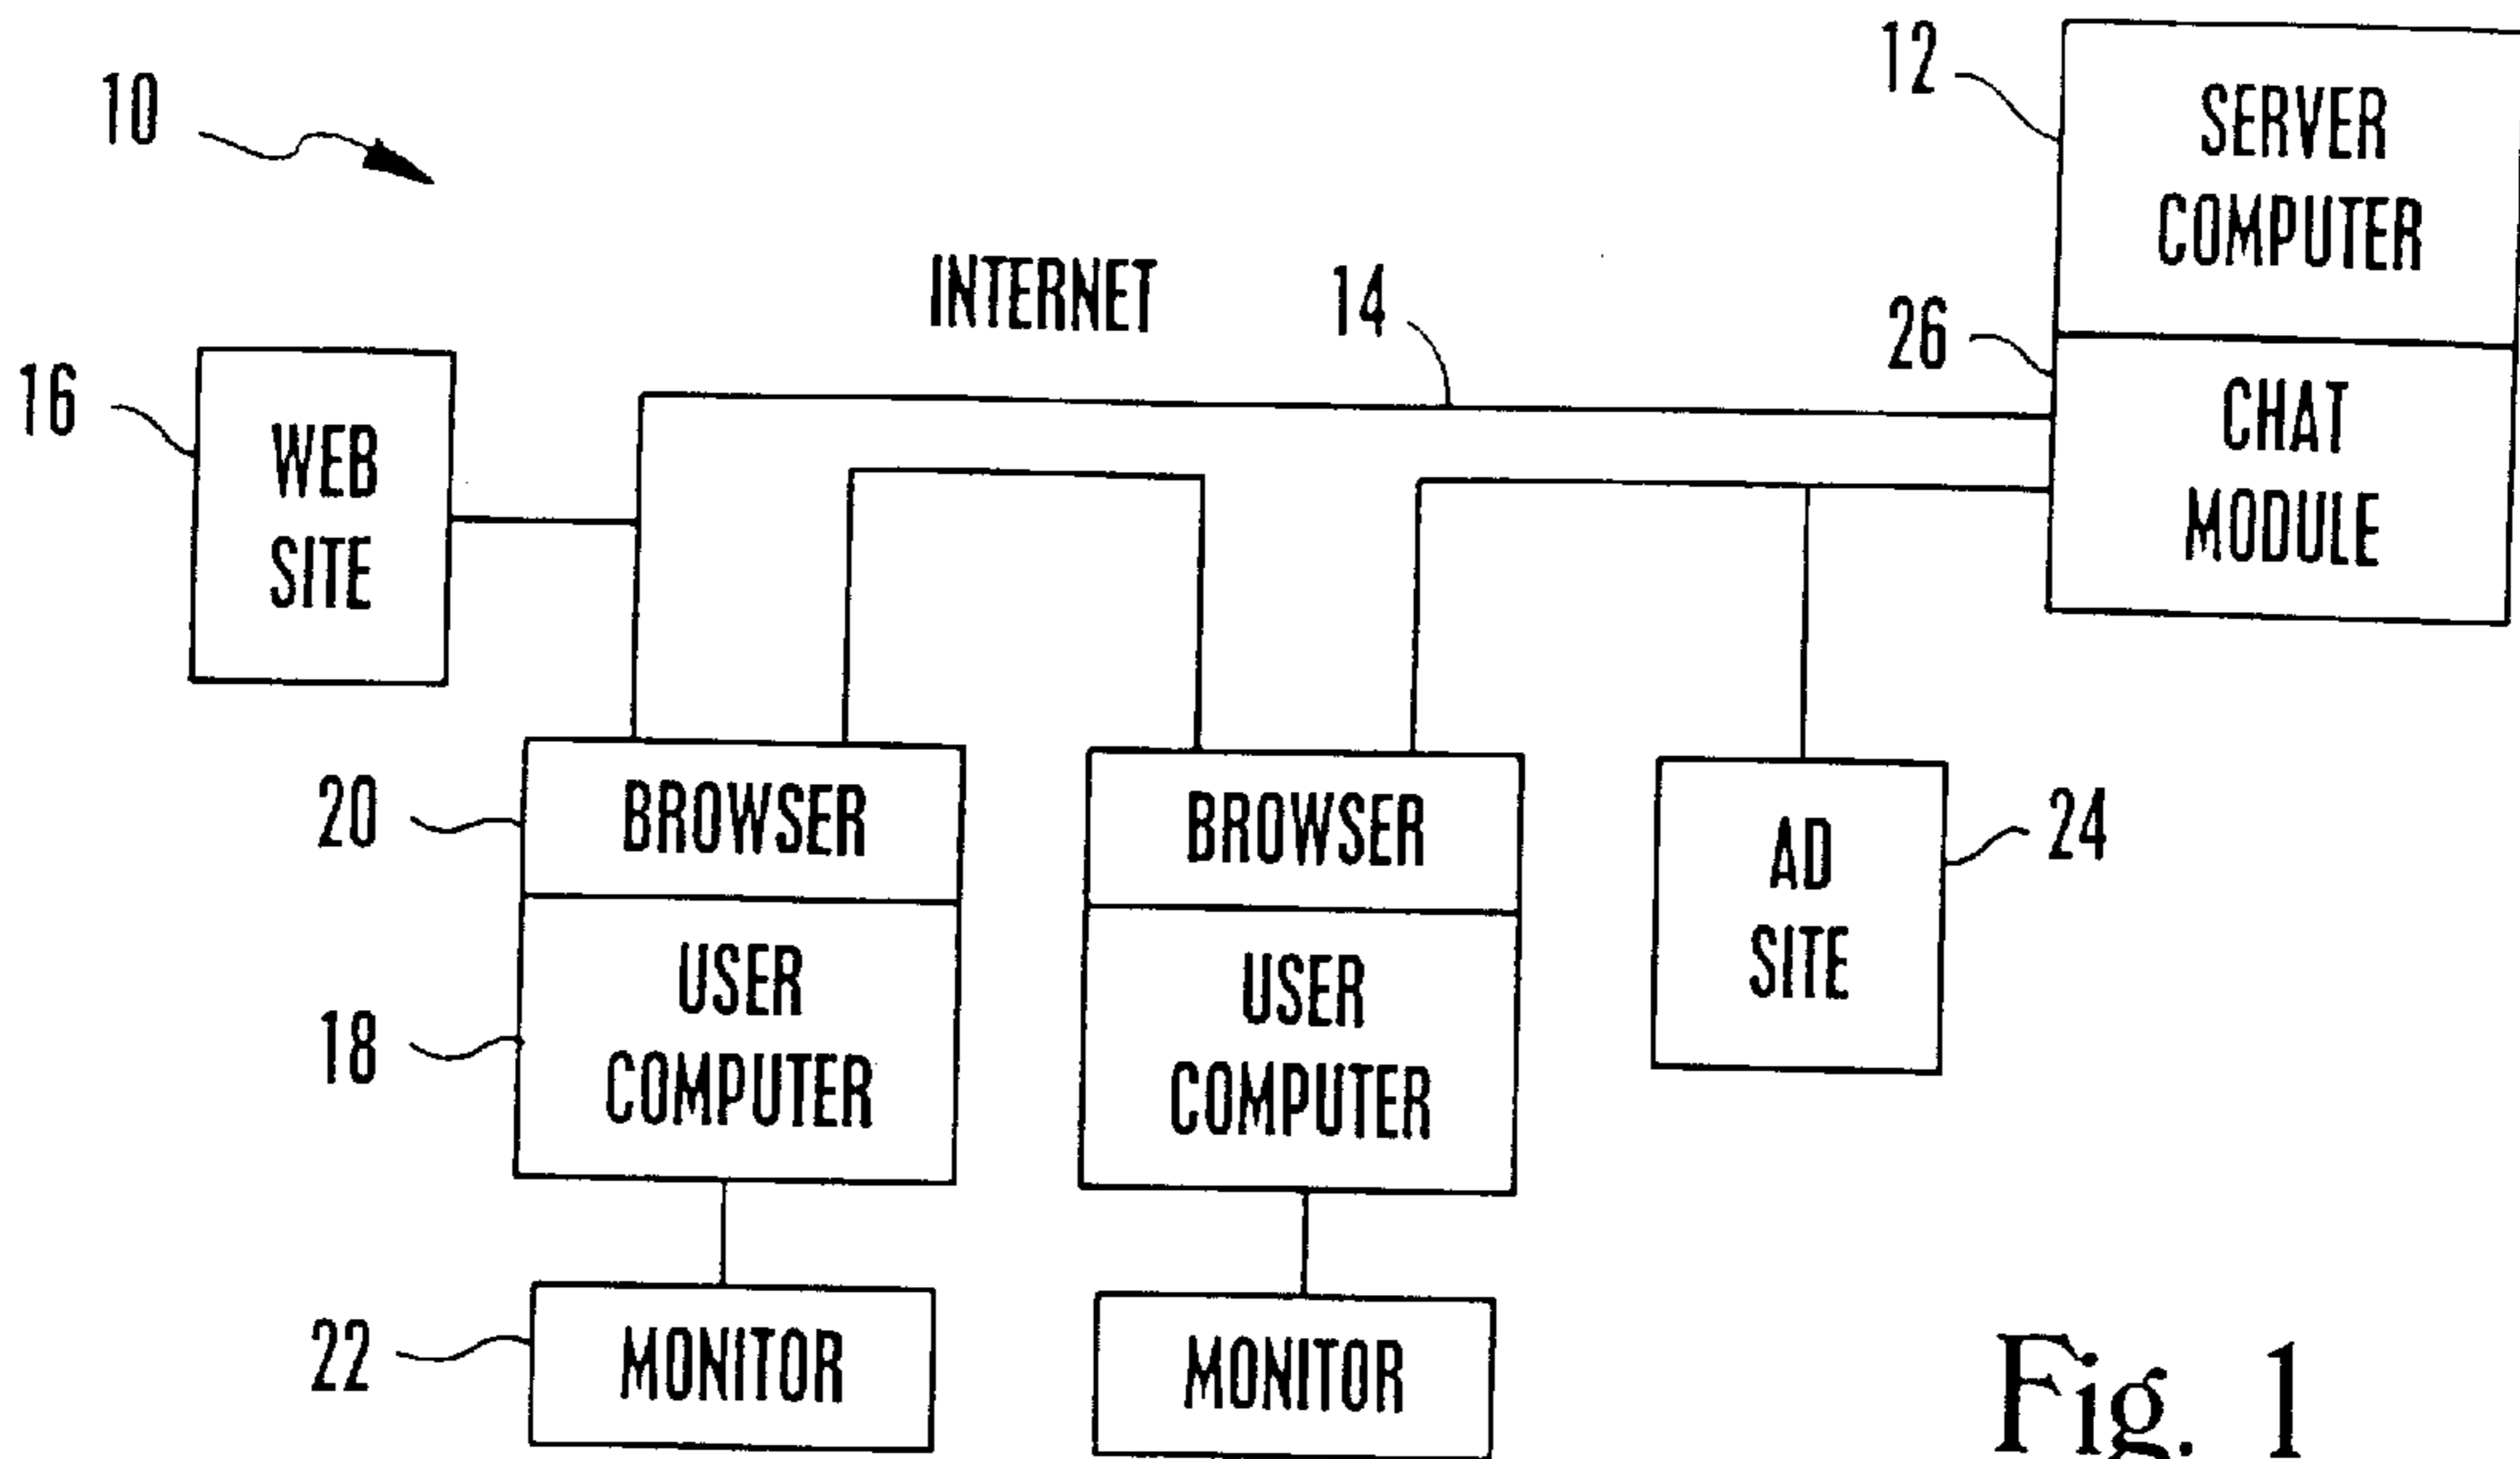 10
12
SERVER
COMPUTER
INTERNET
14
26
CHAT
MODULE
16
WEB
SITE
20
BROWSER
BROWSER
AD
SITE
24
18
USER
COMPUTER
USER
COMPUTER
22
MONITOR
MONITOR
Fig. 1